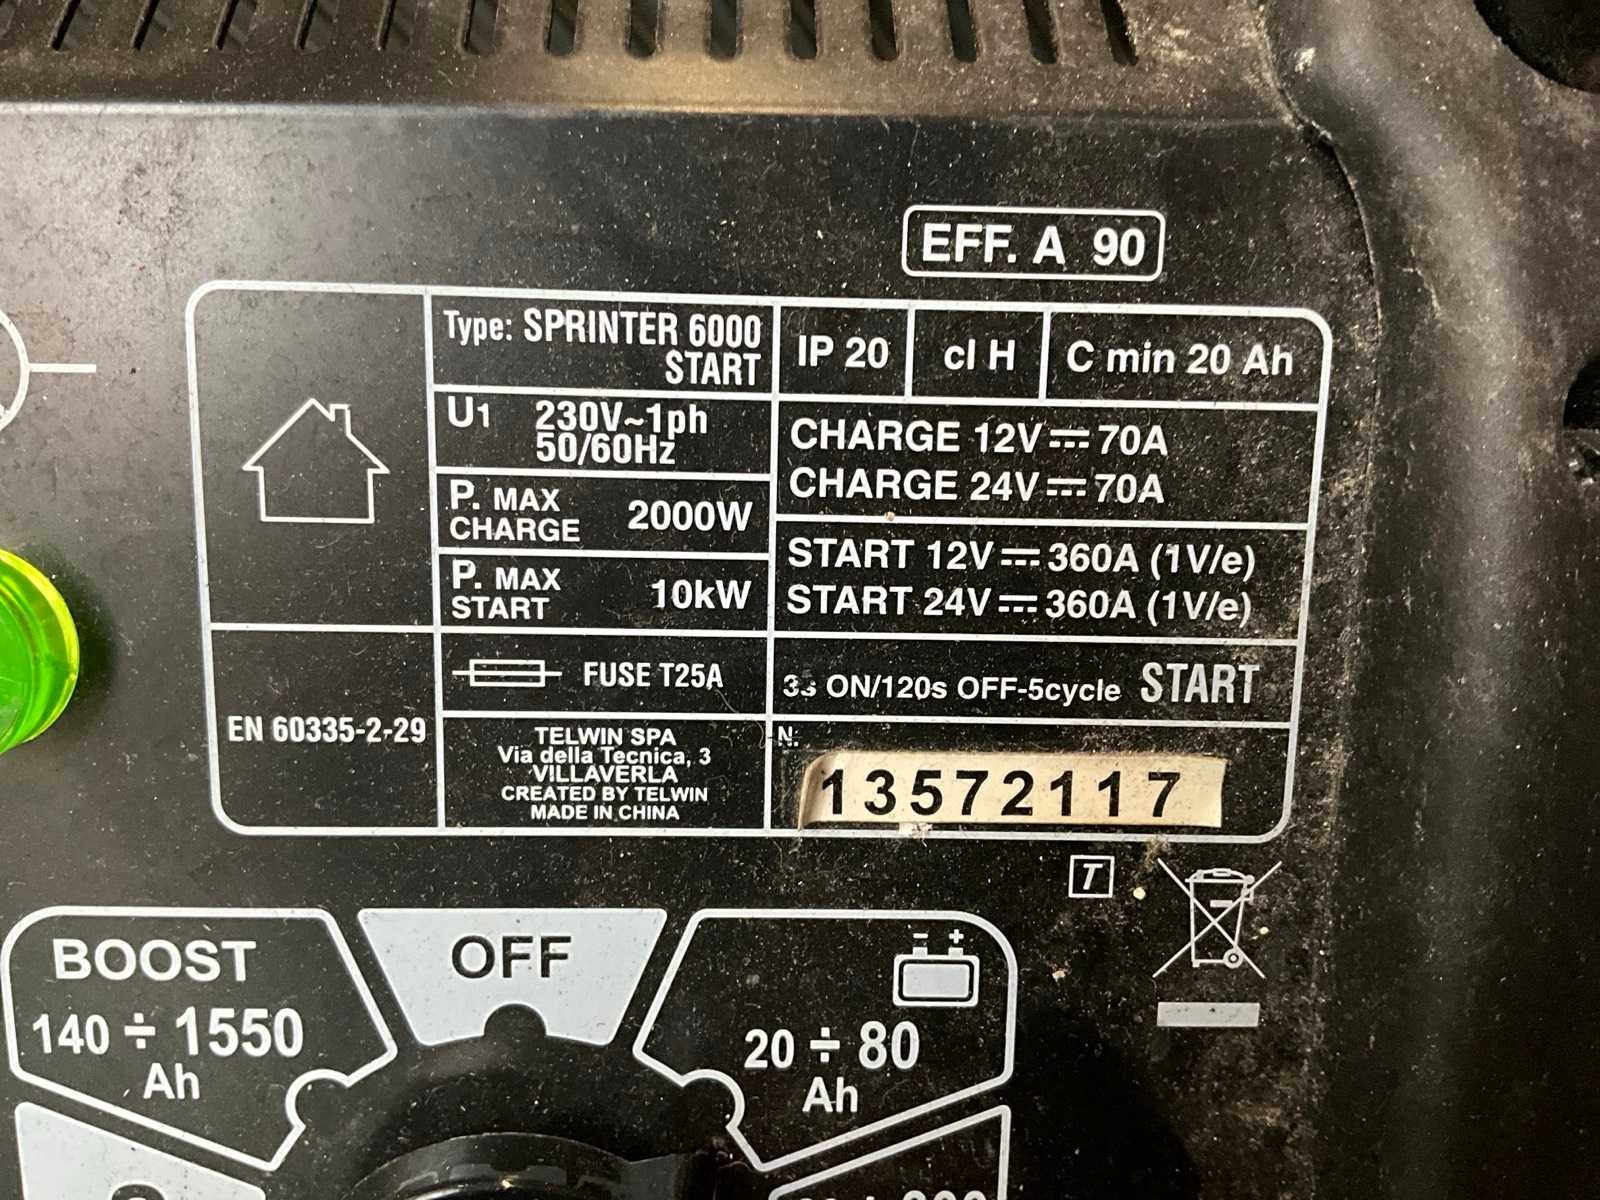 EFF. A 90
Type: SPRINTER 6000
START
IP 20
cl H
C min 20 Ah
U1 230V~1ph
50/60Hz
CHARGE 12V⎓70A
CHARGE 24V⎓70A
P. MAX
CHARGE 2000W
START 12V⎓360A (1V/e)
START 24V⎓360A (1V/e)
P. MAX
START 10kW
FUSE T25A
3s ON/120s OFF-5cycle START
EN 60335-2-29
TELWIN SPA
Via della Tecnica, 3
VILLAVERLA
CREATED BY TELWIN
MADE IN CHINA
N.
13572117
T
BOOST
140 ÷ 1550
Ah
OFF
- +
20 ÷ 80
Ah